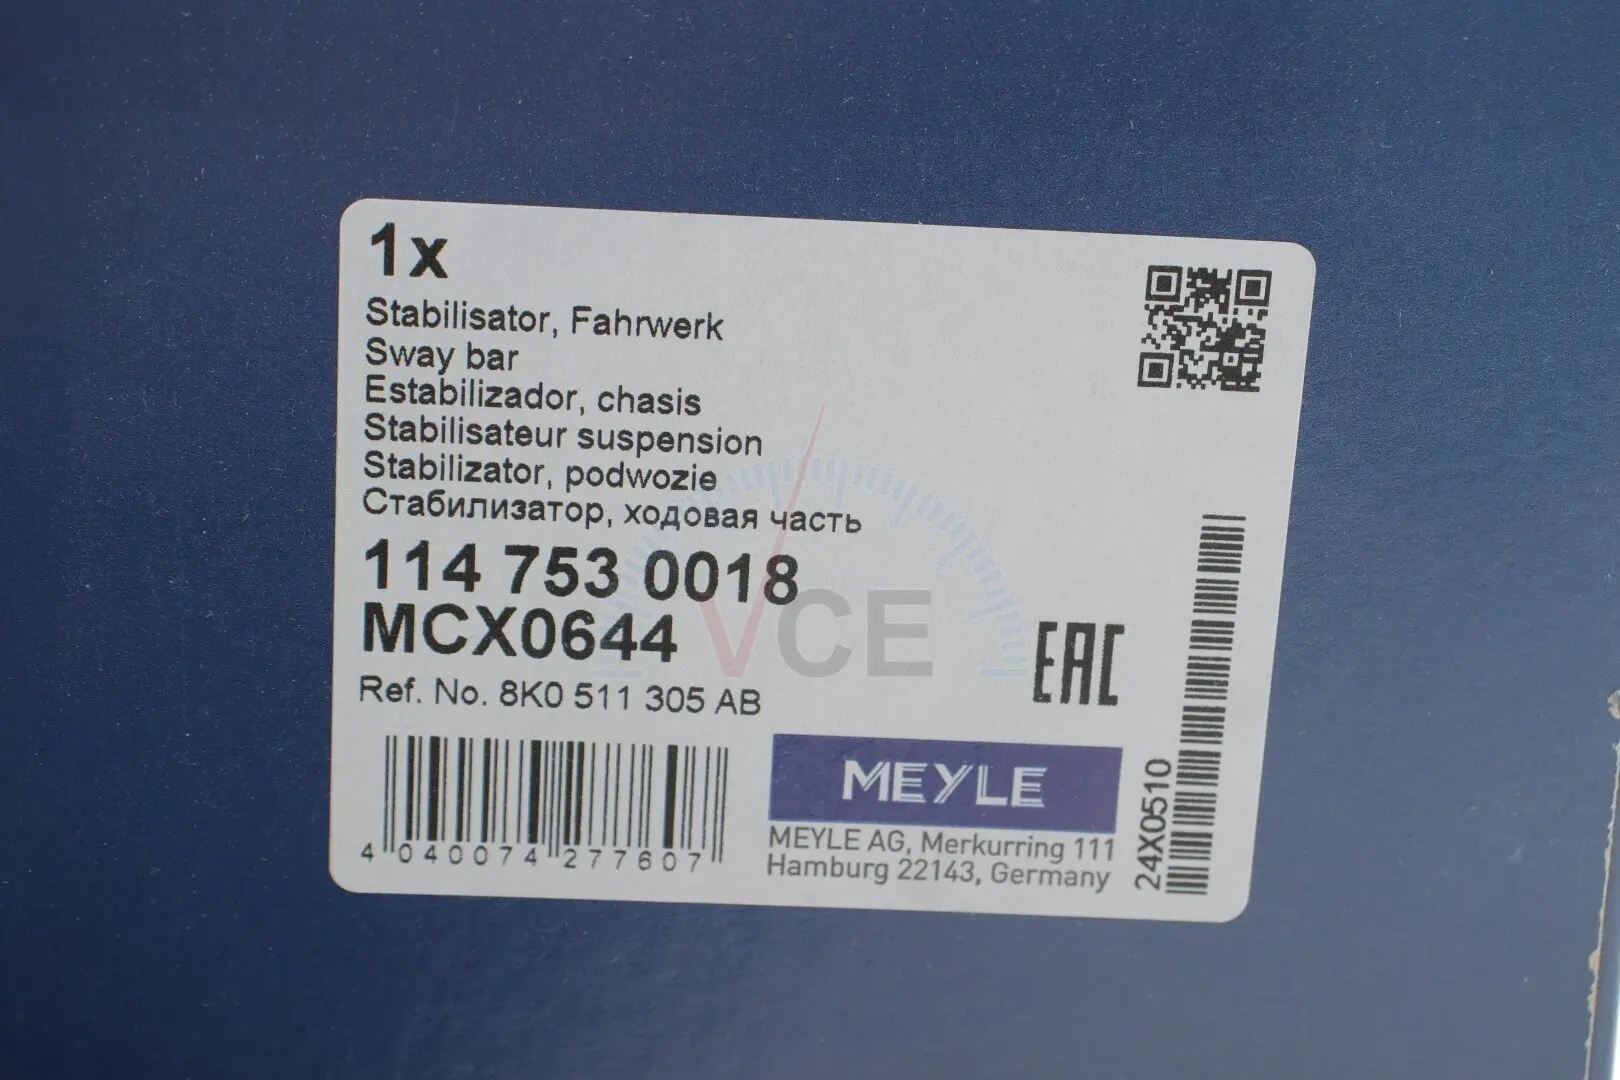 1x
Stabilisator, Fahrwerk
Sway bar
Estabilizador, chasis
Stabilisateur suspension
Stabilizator, podwozie
Стабилизатор, ходовая часть
114 753 0018
MCX0644
Ref. No. 8K0 511 305 AB
4 040074 277607
VCE
EAC
MEYLE
MEYLE AG, Merkurring 111
Hamburg 22143, Germany
24X0510